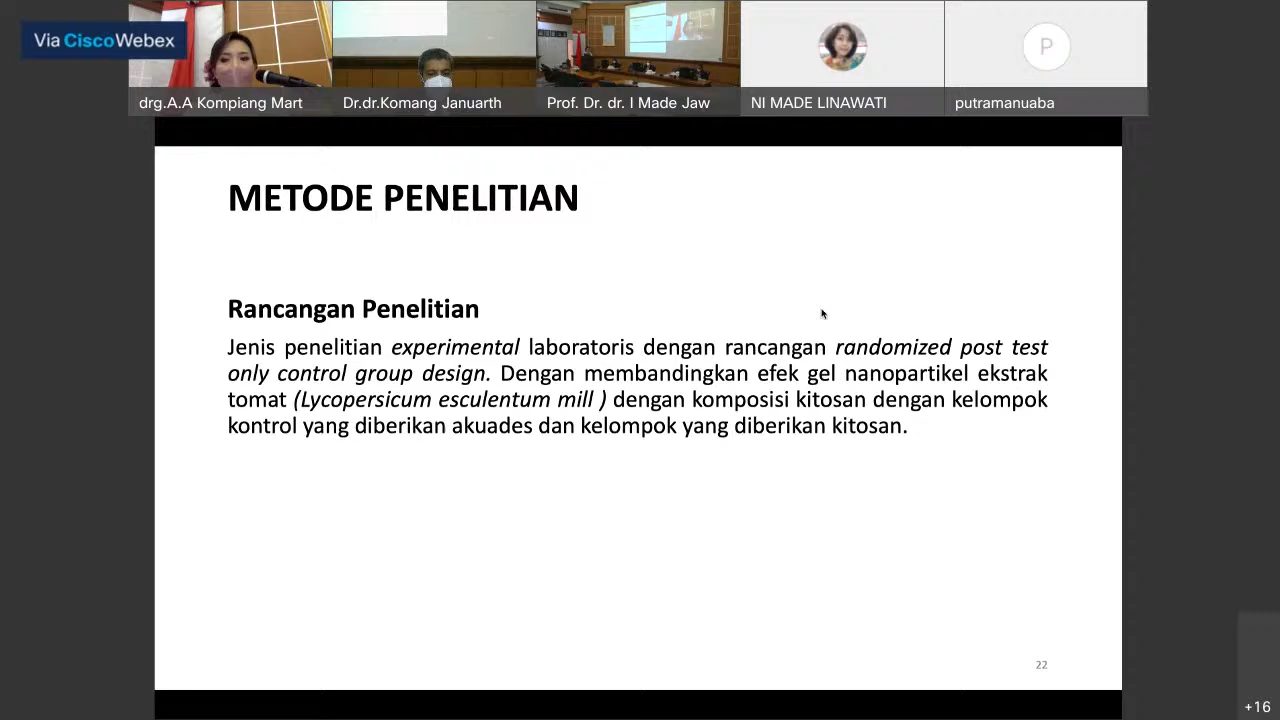 Via CiscoWebex
drg.A.A Kompiang Mart
Dr.dr.Komang Januarth
Prof. Dr. dr. I Made Jaw
NI MADE LINAWATI
P
putramanuaba
METODE PENELITIAN
Rancangan Penelitian
Jenis penelitian experimental laboratoris dengan rancangan randomized post test
only control group design. Dengan membandingkan efek gel nanopartikel ekstrak
tomat (Lycopersicum esculentum mill ) dengan komposisi kitosan dengan kelompok
kontrol yang diberikan akuades dan kelompok yang diberikan kitosan.
22
+16